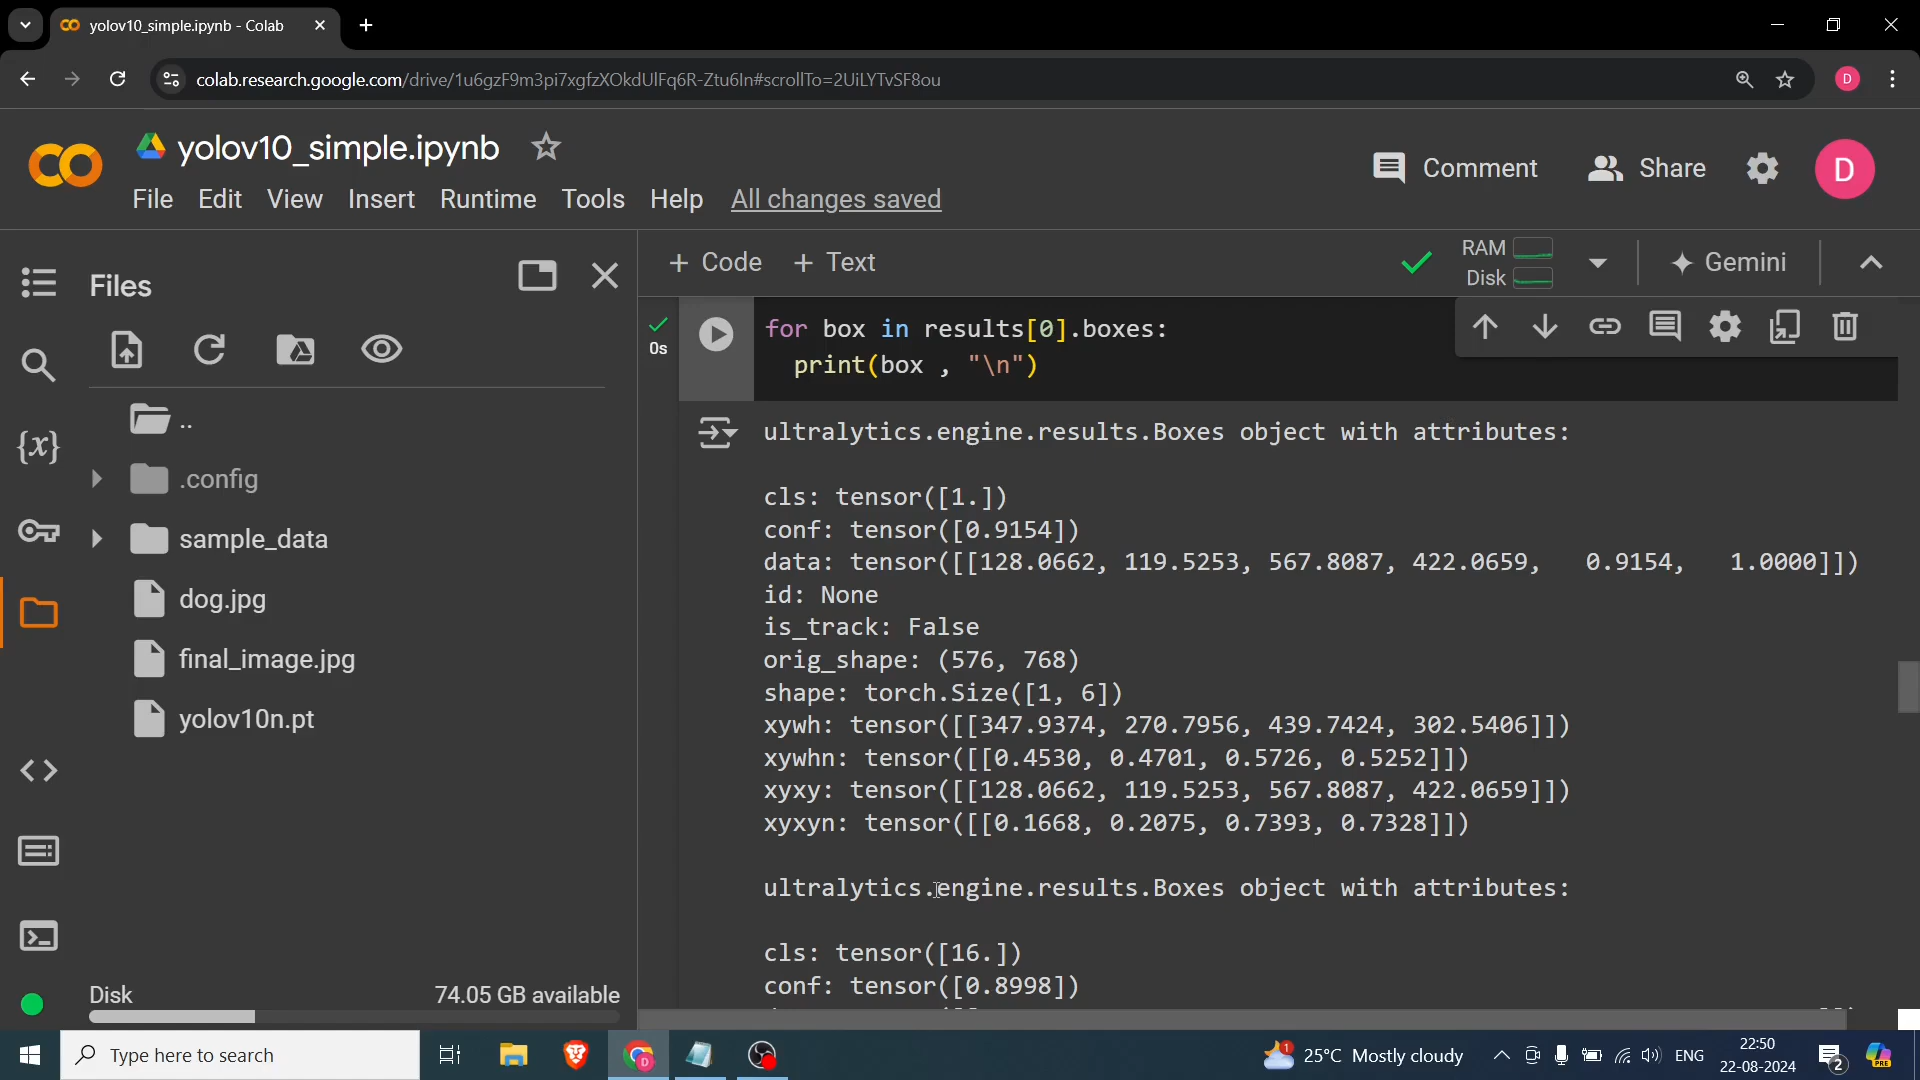 yolov10_simple.ipynb - Colab
colab.research.google.com/drive/1u6gzF9m3pi7xgfzXOkdUlFq6R-Ztu6In#scrollTo=2UiLYTvSF8ou
D
yolov10_simple.ipynb
File Edit View Insert Runtime Tools Help All changes saved
Comment
Share
D
Files
+ Code + Text
RAM
Disk
Gemini
..
.config
sample_data
dog.jpg
final_image.jpg
yolov10n.pt
{x}
Disk 74.05 GB available
0s
for box in results[0].boxes:
print(box , "\n")
ultralytics.engine.results.Boxes object with attributes:
cls: tensor([1.])
conf: tensor([0.9154])
data: tensor([[128.0662, 119.5253, 567.8087, 422.0659, 0.9154, 1.0000]])
id: None
is_track: False
orig_shape: (576, 768)
shape: torch.Size([1, 6])
xywh: tensor([[347.9374, 270.7956, 439.7424, 302.5406]])
xywhn: tensor([[0.4530, 0.4701, 0.5726, 0.5252]])
xyxy: tensor([[128.0662, 119.5253, 567.8087, 422.0659]])
xyxyn: tensor([[0.1668, 0.2075, 0.7393, 0.7328]])
ultralytics.engine.results.Boxes object with attributes:
cls: tensor([16.])
conf: tensor([0.8998])
Type here to search
D
1
25°C Mostly cloudy
ENG
22:50
22-08-2024
2
PRE